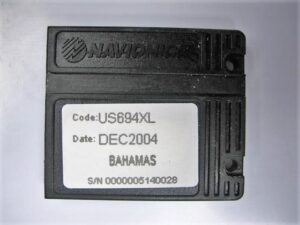 NAVIONICS
Code: US694XL
Date: DEC2004
BAHAMAS
S/N 0000005140028